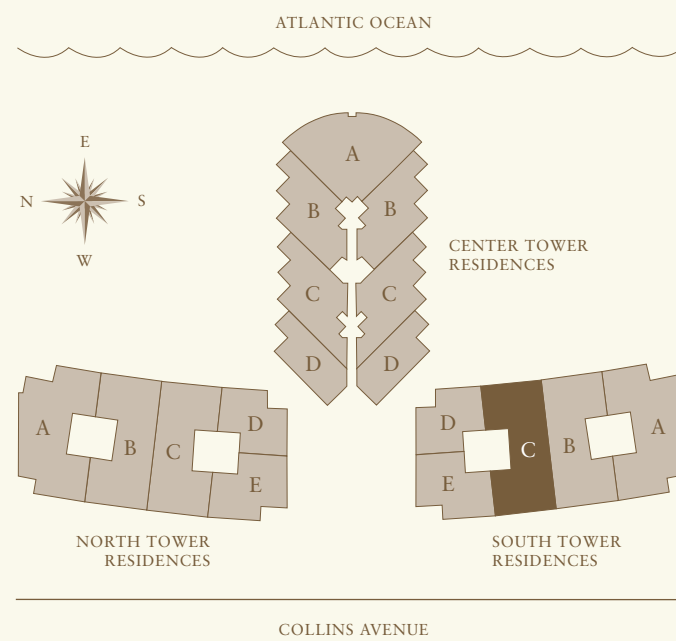 ATLANTIC OCEAN
E
N
S
W
A
B
B
CENTER TOWER
RESIDENCES
C
C
D
D
A
B
C
D
E
D
E
C
B
A
NORTH TOWER
RESIDENCES
SOUTH TOWER
RESIDENCES
COLLINS AVENUE